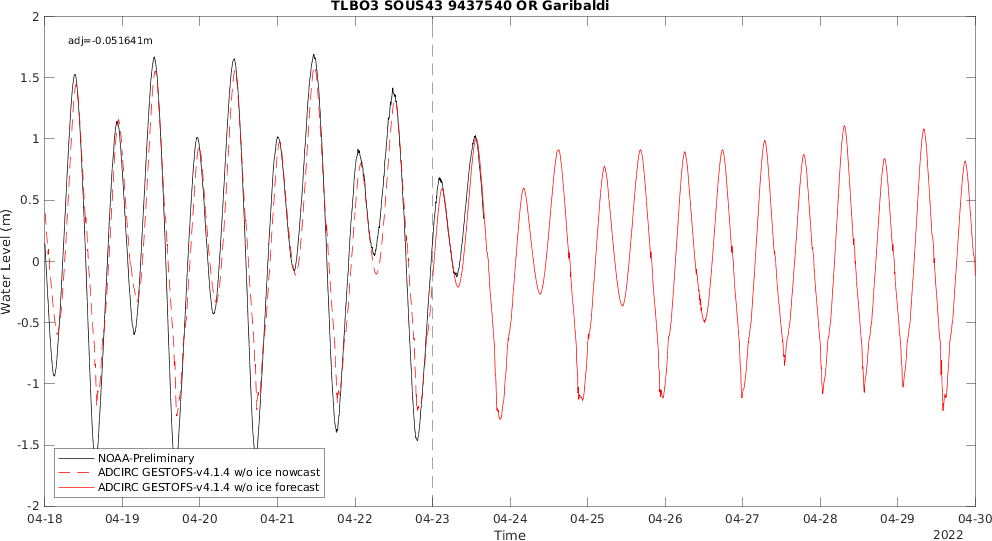 TLBO3 SOUS43 9437540 OR Garibaldi
adj=-0.051641m
Water Level (m)
2
1.5
1
0.5
0
-0.5
-1
-1.5
-2
NOAA-Preliminary
ADCIRC GESTOFS-v4.1.4 w/o ice nowcast
ADCIRC GESTOFS-v4.1.4 w/o ice forecast
04-18 04-19 04-20 04-21 04-22 04-23 04-24 04-25 04-26 04-27 04-28 04-29 04-30
Time
2022